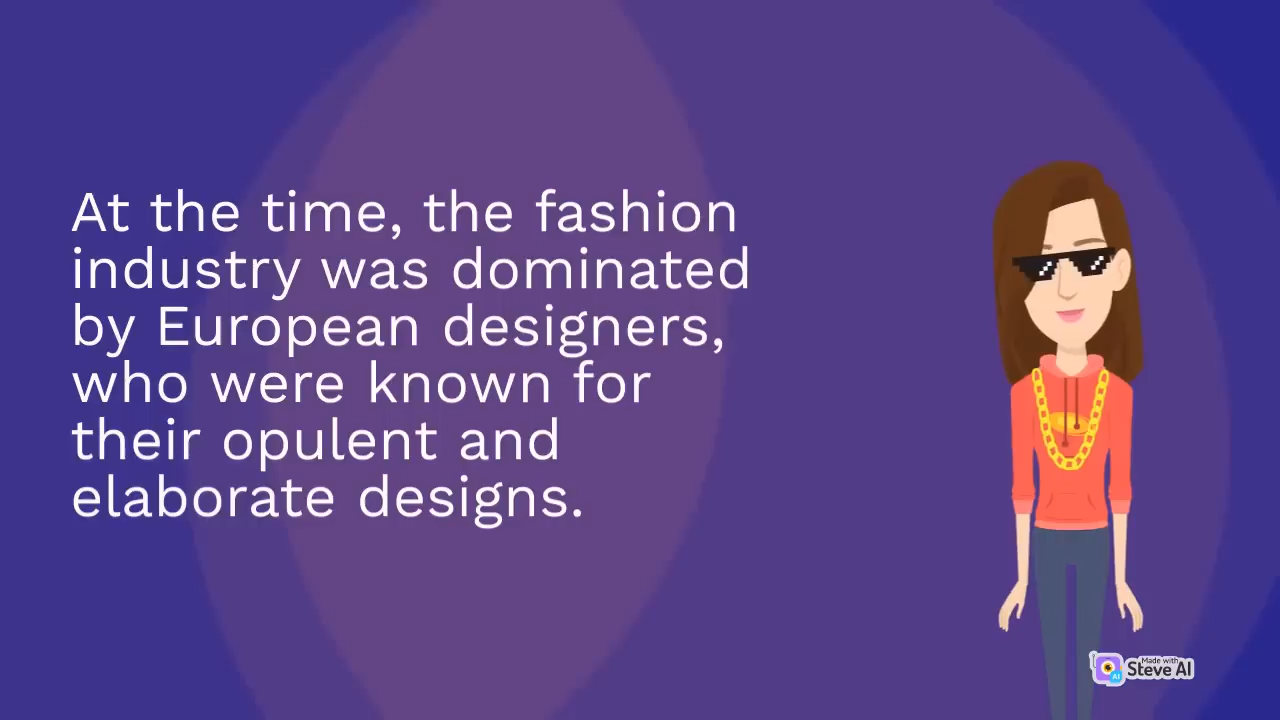 At the time, the fashion
industry was dominated
by European designers,
who were known for
their opulent and
elaborate designs.
Made with
Steve AI
AI